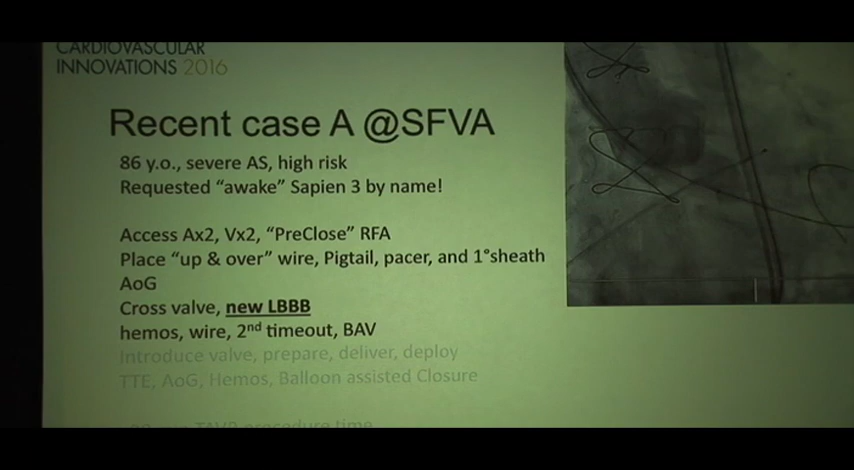 CARDIOVASCULAR
INNOVATIONS 2016
Recent case A @SFVA
86 y.o., severe AS, high risk
Requested “awake” Sapien 3 by name!
Access Ax2, Vx2, “PreClose” RFA
Place “up & over” wire, Pigtail, pacer, and 1°sheath
AoG
Cross valve, new LBBB
hemos, wire, 2nd timeout, BAV
Introduce valve, prepare, deliver, deploy
TTE, AoG, Hemos, Balloon assisted Closure
TAVR procedure time